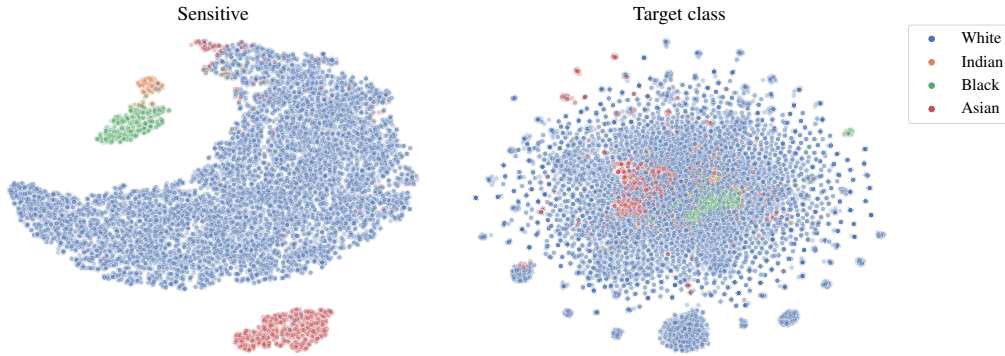 Sensitive
Target class
White
Indian
Black
Asian